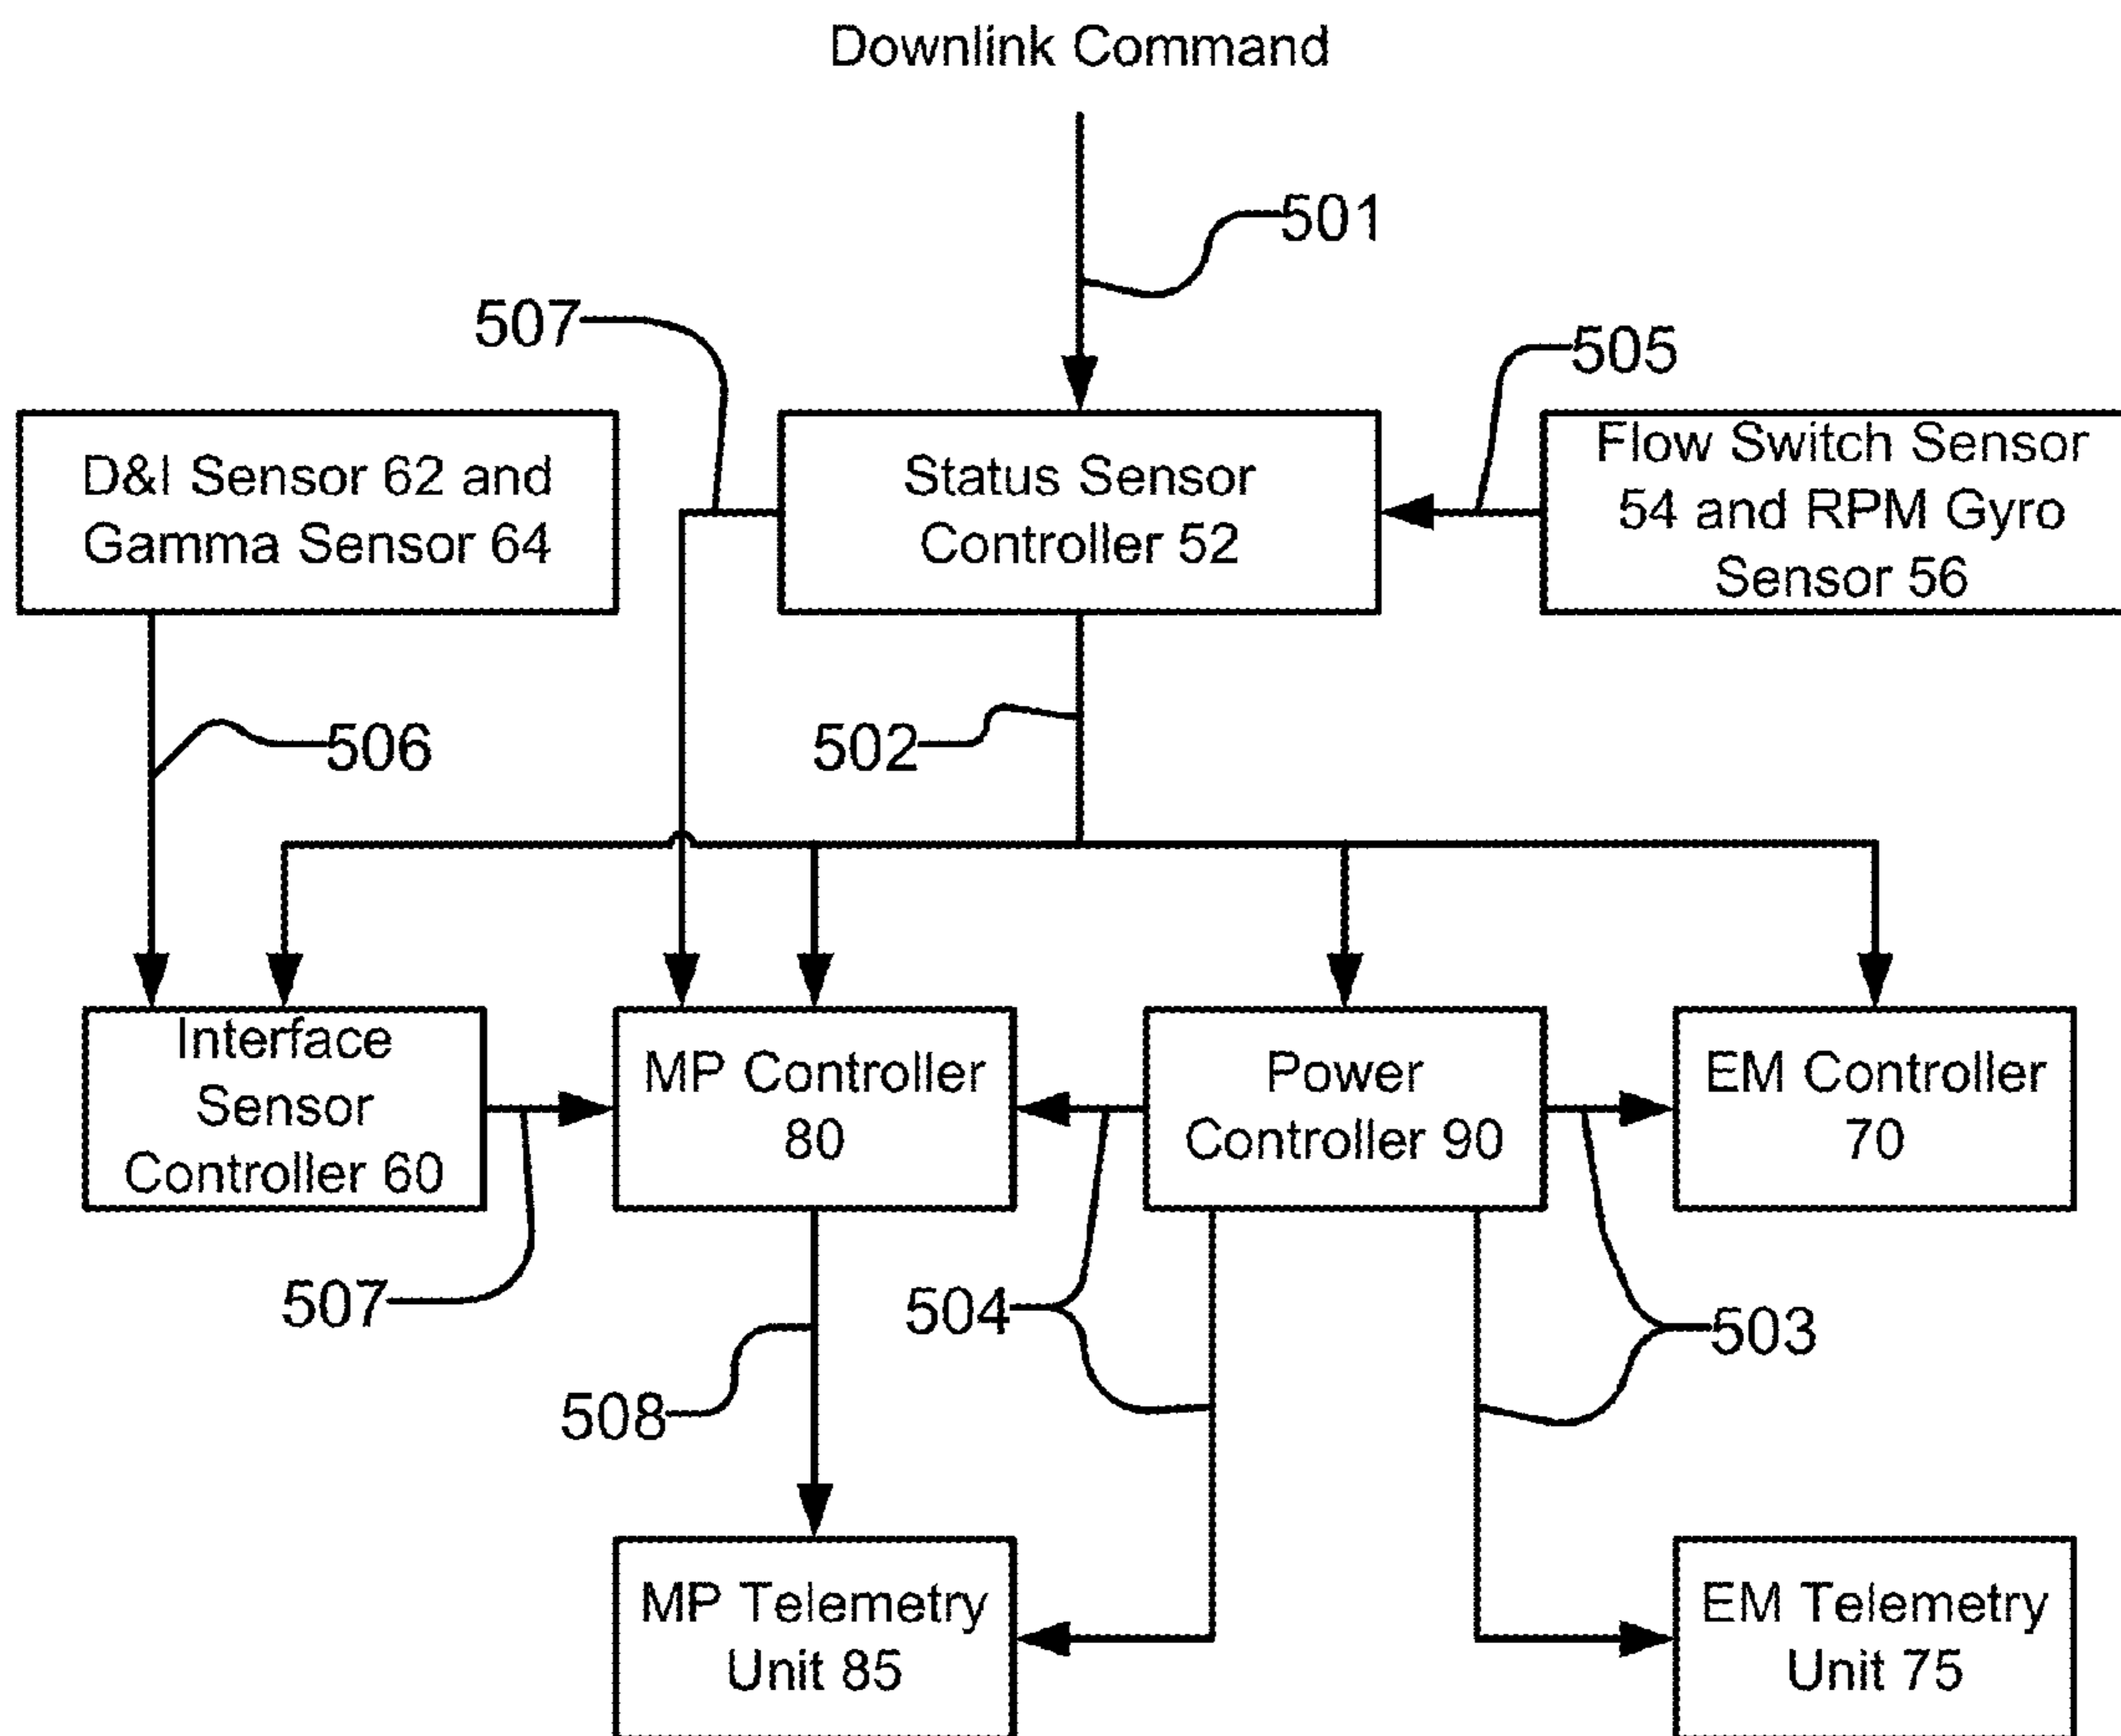 Downlink Command
501
507
505
D&I Sensor 62 and
Gamma Sensor 64
Status Sensor
Controller 52
Flow Switch Sensor
54 and RPM Gyro
Sensor 56
506
502
Interface
Sensor
Controller 60
MP Controller
80
Power
Controller 90
EM Controller
70
507
504
503
508
MP Telemetry
Unit 85
EM Telemetry
Unit 75